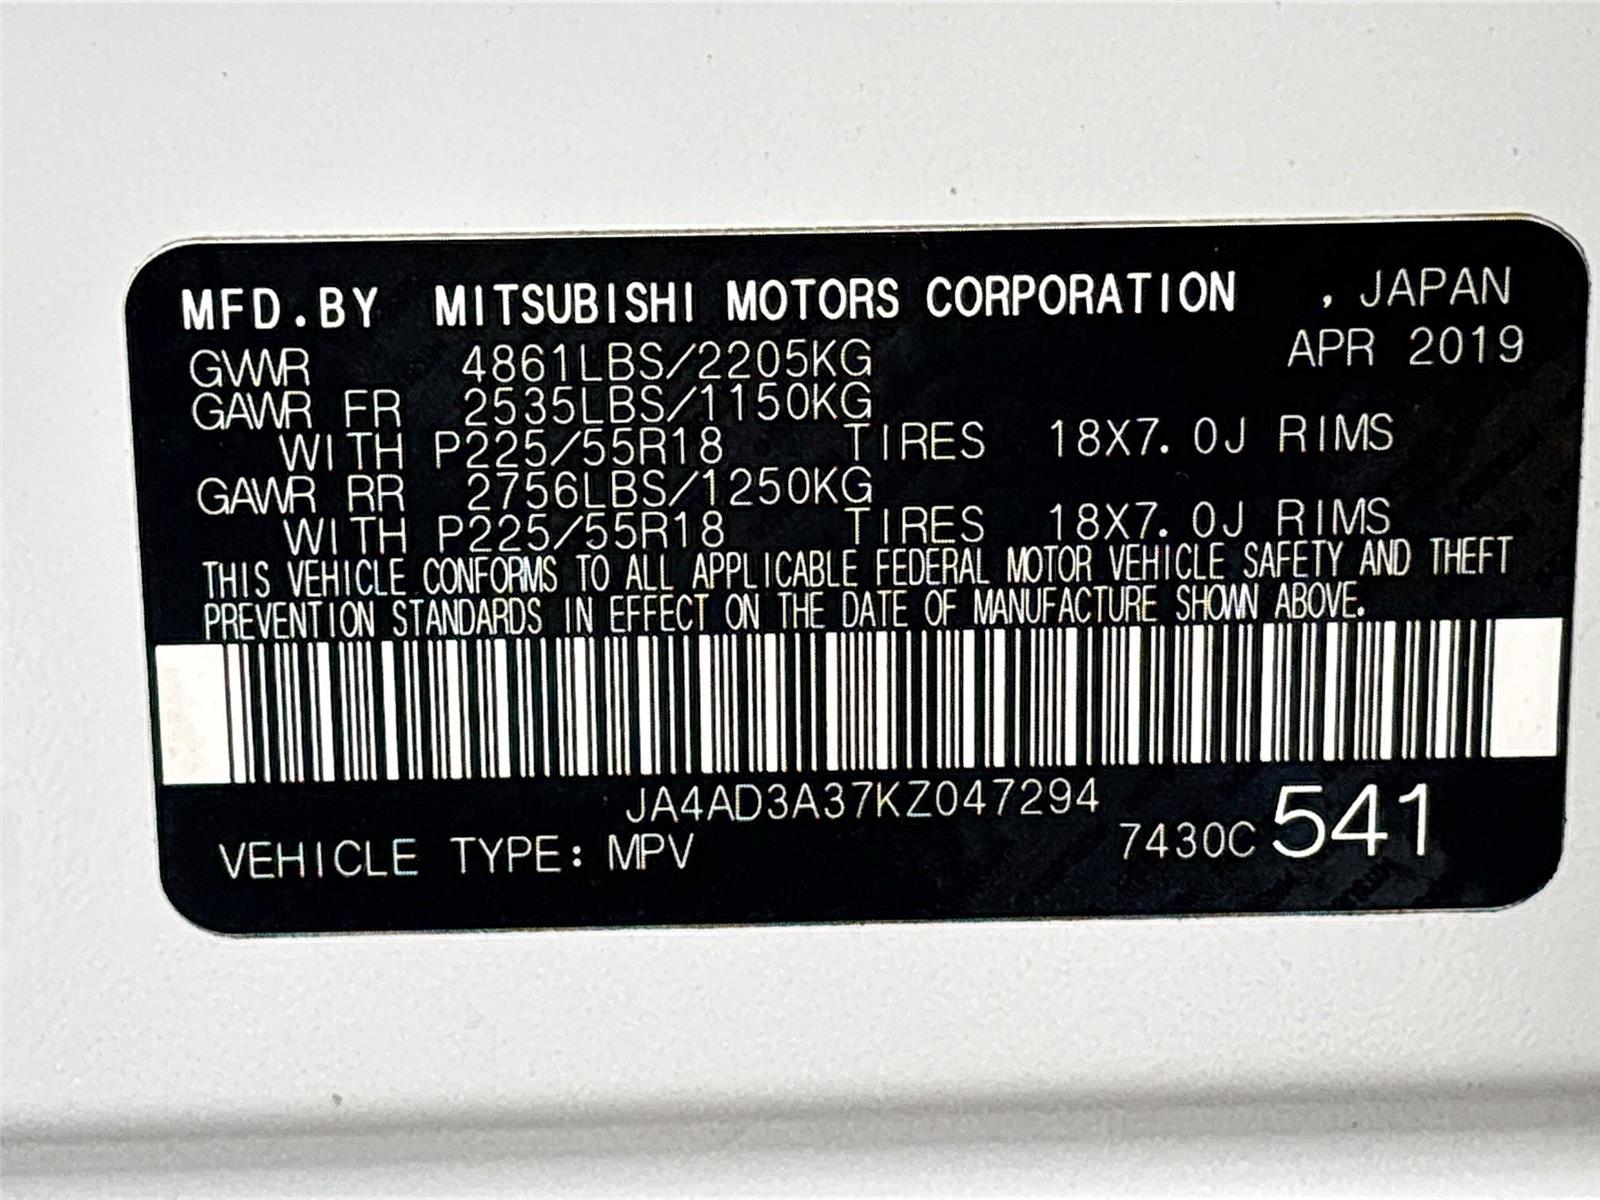 MFD.BY MITSUBISHI MOTORS CORPORATION , JAPAN
APR 2019
GVWR 4861LBS/2205KG
GAWR FR 2535LBS/1150KG
WITH P225/55R18 TIRES 18X7.0J RIMS
GAWR RR 2756LBS/1250KG
WITH P225/55R18 TIRES 18X7.0J RIMS
THIS VEHICLE CONFORMS TO ALL APPLICABLE FEDERAL MOTOR VEHICLE SAFETY AND THEFT
PREVENTION STANDARDS IN EFFECT ON THE DATE OF MANUFACTURE SHOWN ABOVE.
JA4AD3A37KZ047294
VEHICLE TYPE: MPV 7430C 541